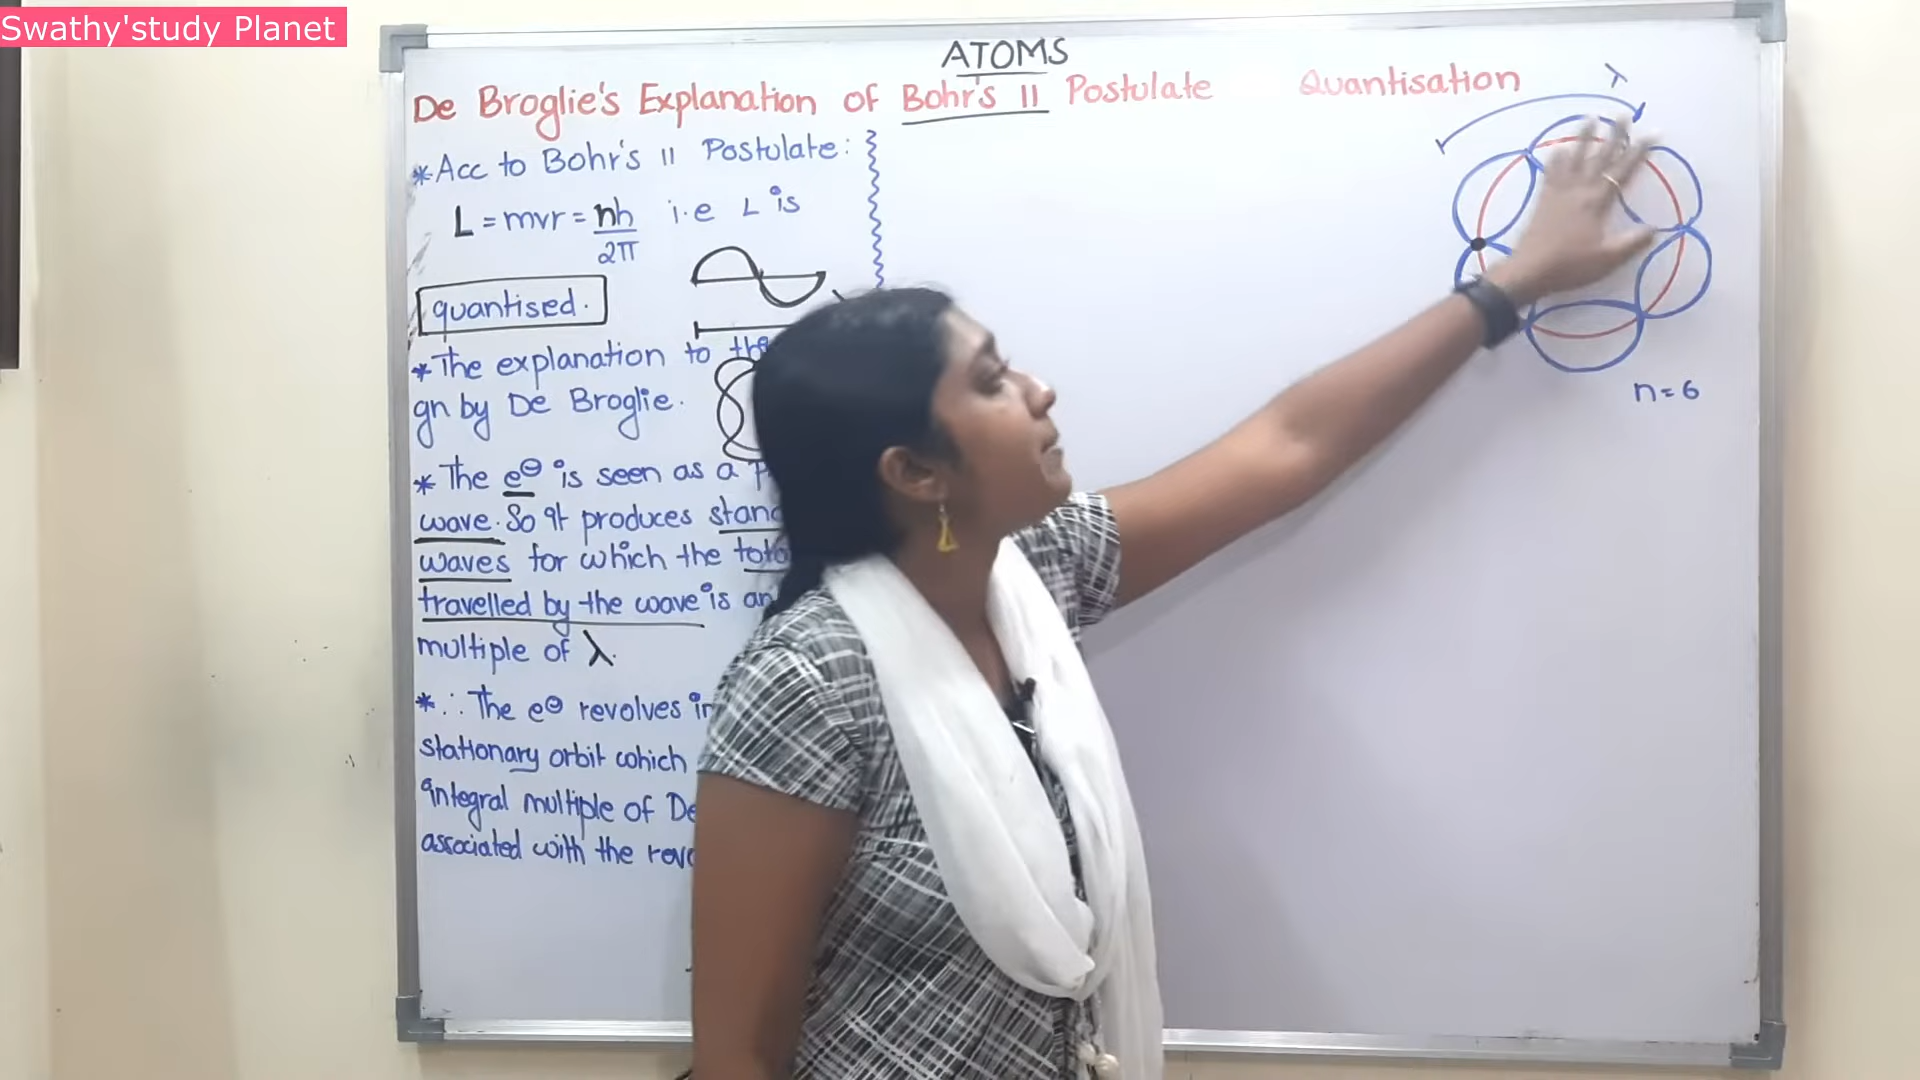 Swathy'study Planet
ATOMS
De Broglie's Explanation of Bohr's II Postulate Quantisation
* Acc to Bohr's II Postulate:
L = mvr = nh i.e L is
2π
quantised.
* The explanation to the
gn by De Broglie.
* The e⊖ is seen as a
wave. So it produces
waves for which the
travelled by the wave is an
multiple of λ.
* ∴ The e⊖ revolves in
stationary orbit which
integral multiple of De
associated with the
λ
n=6